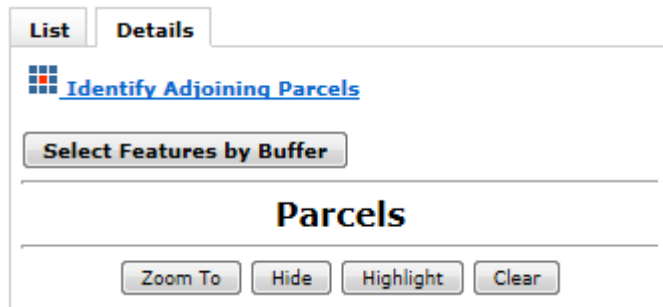 List Details
Identify Adjoining Parcels
Select Features by Buffer
Parcels
Zoom To Hide Highlight Clear